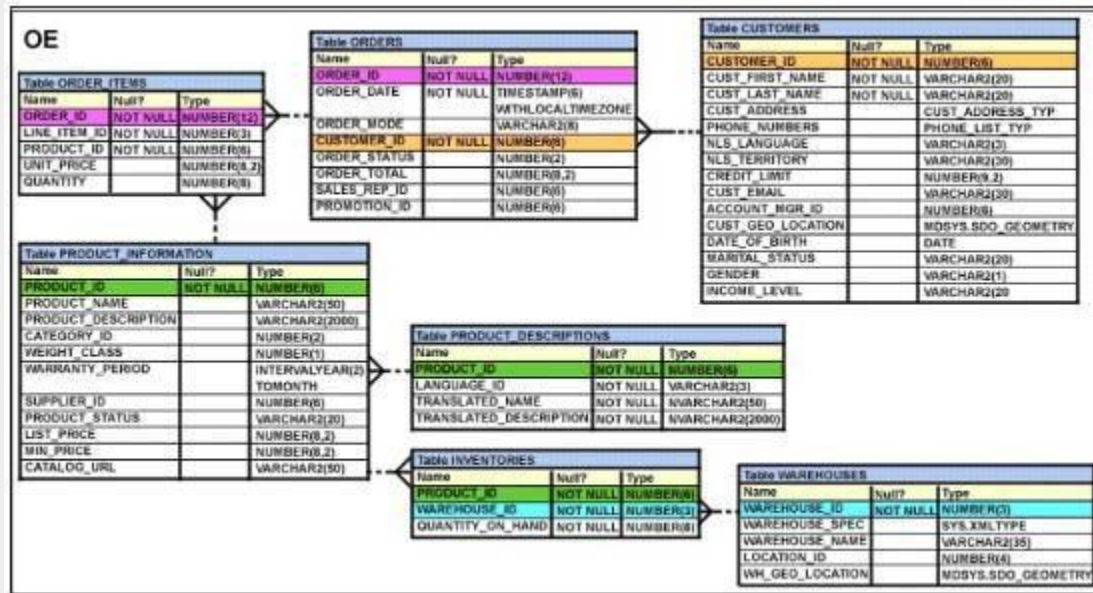 OE
Table ORDER_ITEMS
Name Null? Type
ORDER_ID NOT NULL NUMBER(12)
LINE_ITEM_ID NOT NULL NUMBER(3)
PRODUCT_ID NOT NULL NUMBER(6)
UNIT_PRICE NUMBER(8,2)
QUANTITY NUMBER(8)
Table ORDERS
Name Null? Type
ORDER_ID NOT NULL NUMBER(12)
ORDER_DATE NOT NULL TIMESTAMP(6)
WITHLOCALTIMEZONE
ORDER_MODE VARCHAR2(8)
CUSTOMER_ID NOT NULL NUMBER(6)
ORDER_STATUS NUMBER(2)
ORDER_TOTAL NUMBER(8,2)
SALES_REP_ID NUMBER(6)
PROMOTION_ID NUMBER(6)
Table CUSTOMERS
Name Null? Type
CUSTOMER_ID NOT NULL NUMBER(6)
CUST_FIRST_NAME NOT NULL VARCHAR2(20)
CUST_LAST_NAME NOT NULL VARCHAR2(20)
CUST_ADDRESS CUST_ADDRESS_TYP
PHONE_NUMBERS PHONE_LIST_TYP
NLS_LANGUAGE VARCHAR2(3)
NLS_TERRITORY VARCHAR2(30)
CREDIT_LIMIT NUMBER(9,2)
CUST_EMAIL VARCHAR2(30)
ACCOUNT_MGR_ID NUMBER(6)
CUST_GEO_LOCATION MDSYS.SDO_GEOMETRY
DATE_OF_BIRTH DATE
MARITAL_STATUS VARCHAR2(20)
GENDER VARCHAR2(1)
INCOME_LEVEL VARCHAR2(20
Table PRODUCT_INFORMATION
Name Null? Type
PRODUCT_ID NOT NULL NUMBER(6)
PRODUCT_NAME VARCHAR2(50)
PRODUCT_DESCRIPTION VARCHAR2(2000)
CATEGORY_ID NUMBER(2)
WEIGHT_CLASS NUMBER(1)
WARRANTY_PERIOD INTERVALYEAR(2)
TOMONTH
SUPPLIER_ID NUMBER(6)
PRODUCT_STATUS VARCHAR2(20)
LIST_PRICE NUMBER(8,2)
MIN_PRICE NUMBER(8,2)
CATALOG_URL VARCHAR2(50)
Table PRODUCT_DESCRIPTIONS
Name Null? Type
PRODUCT_ID NOT NULL NUMBER(6)
LANGUAGE_ID NOT NULL VARCHAR2(3)
TRANSLATED_NAME NOT NULL NVARCHAR2(50)
TRANSLATED_DESCRIPTION NOT NULL NVARCHAR2(2000)
Table INVENTORIES
Name Null? Type
PRODUCT_ID NOT NULL NUMBER(6)
WAREHOUSE_ID NOT NULL NUMBER(3)
QUANTITY_ON_HAND NOT NULL NUMBER(8)
Table WAREHOUSES
Name Null? Type
WAREHOUSE_ID NOT NULL NUMBER(3)
WAREHOUSE_SPEC SYS.XMLTYPE
WAREHOUSE_NAME VARCHAR2(35)
LOCATION_ID NUMBER(4)
WH_GEO_LOCATION MDSYS.SDO_GEOMETRY